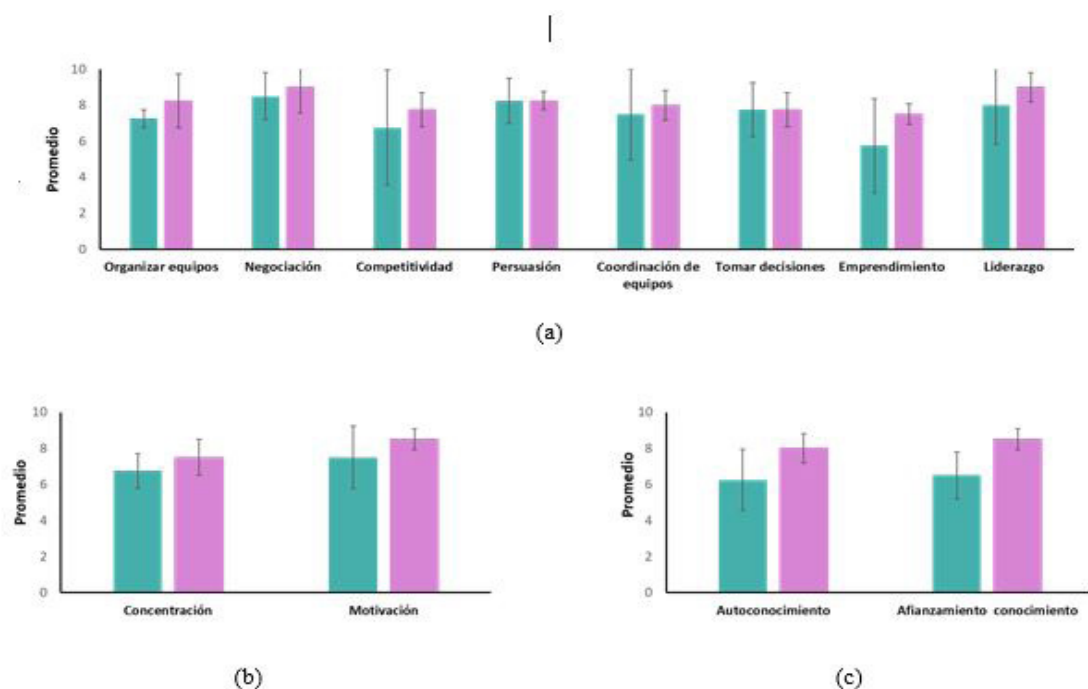 10
8
6
4
2
0
Promedio
Organizar equipos
Negociación
Competitividad
Persuasión
Coordinación de
equipos
Tomar decisiones
Emprendimiento
Liderazgo
(a)
10
8
6
4
2
0
Promedio
Concentración
Motivación
10
8
6
4
2
0
Promedio
Autoconocimiento
Afianzamiento conocimiento
(b)
(c)